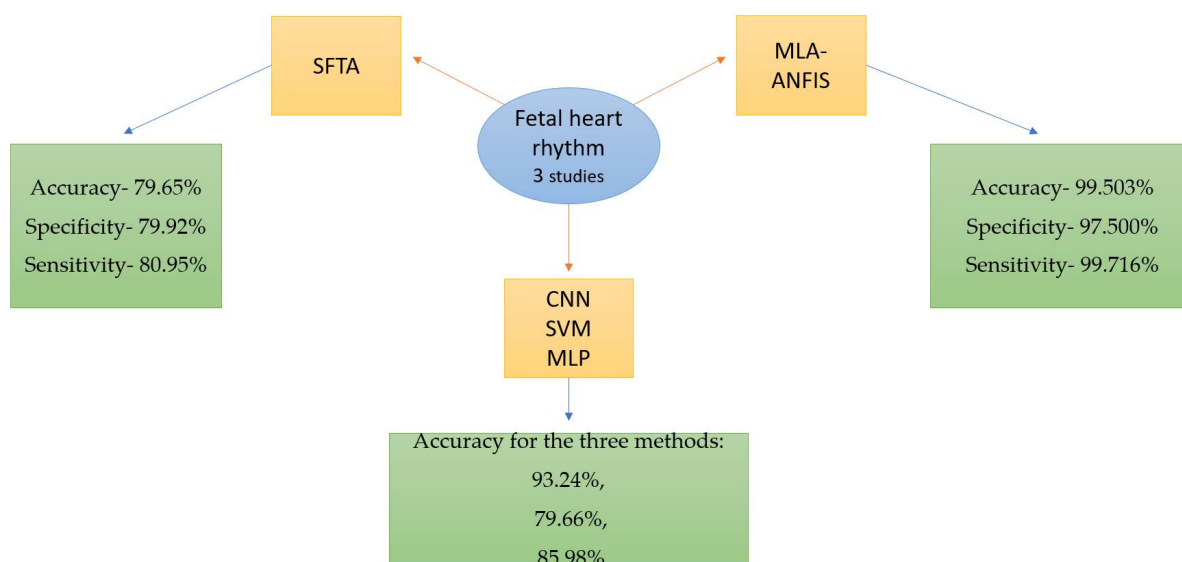 SFTA
MLA-
ANFIS
Fetal heart
rhythm
3 studies
Accuracy- 79.65%
Specificity- 79.92%
Sensitivity- 80.95%
Accuracy- 99.503%
Specificity- 97.500%
Sensitivity- 99.716%
CNN
SVM
MLP
Accuracy for the three methods:
93.24%,
79.66%,
85.98%